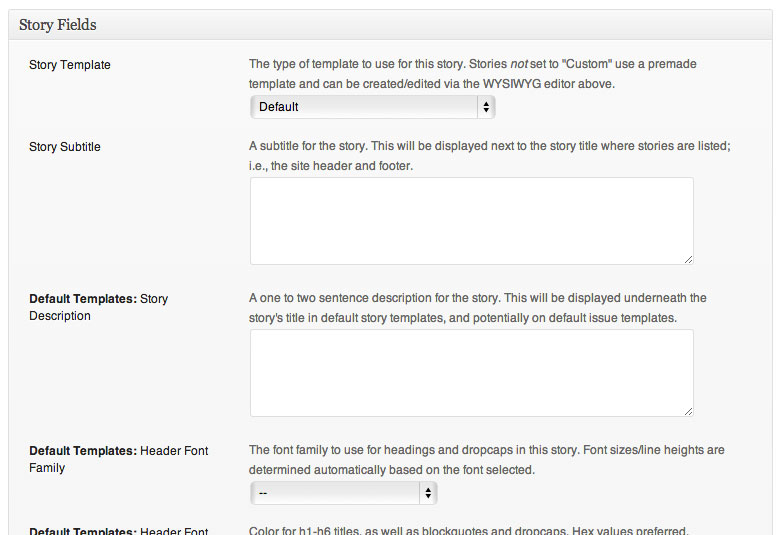 Story Fields
Story Template
The type of template to use for this story. Stories not set to "Custom" use a premade
template and can be created/edited via the WYSIWYG editor above.
Default
Story Subtitle
A subtitle for the story. This will be displayed next to the story title where stories are listed;
i.e., the site header and footer.
Default Templates: Story
Description
A one to two sentence description for the story. This will be displayed underneath the
story's title in default story templates, and potentially on default issue templates.
Default Templates: Header Font
Family
The font family to use for headings and dropcaps in this story. Font sizes/line heights are
determined automatically based on the font selected.
--
Default Templates: Header Font
Color for h1-h6 titles, as well as blockquotes and dropcaps. Hex values preferred.